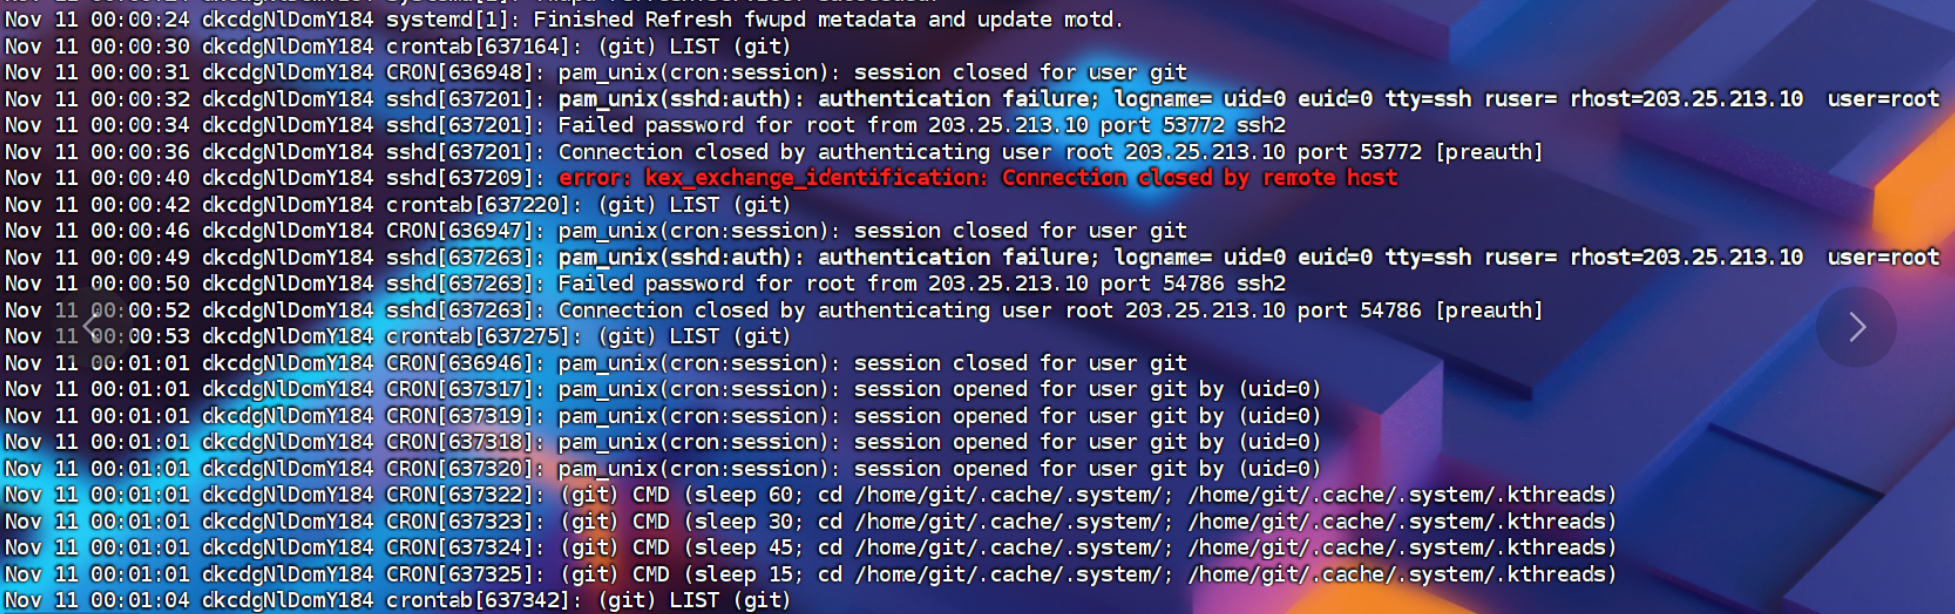 Nov 11 00:00:24 dkcdgNlDomY184 systemd[1]: Finished Refresh fwupd metadata and update motd.
Nov 11 00:00:30 dkcdgNlDomY184 crontab[637164]: (git) LIST (git)
Nov 11 00:00:31 dkcdgNlDomY184 CRON[636948]: pam_unix(cron:session): session closed for user git
Nov 11 00:00:32 dkcdgNlDomY184 sshd[637201]: pam_unix(sshd:auth): authentication failure; logname= uid=0 euid=0 tty=ssh ruser= rhost=203.25.213.10  user=root
Nov 11 00:00:34 dkcdgNlDomY184 sshd[637201]: Failed password for root from 203.25.213.10 port 53772 ssh2
Nov 11 00:00:36 dkcdgNlDomY184 sshd[637201]: Connection closed by authenticating user root 203.25.213.10 port 53772 [preauth]
Nov 11 00:00:40 dkcdgNlDomY184 sshd[637209]: error: kex_exchange_identification: Connection closed by remote host
Nov 11 00:00:42 dkcdgNlDomY184 crontab[637220]: (git) LIST (git)
Nov 11 00:00:46 dkcdgNlDomY184 CRON[636947]: pam_unix(cron:session): session closed for user git
Nov 11 00:00:49 dkcdgNlDomY184 sshd[637263]: pam_unix(sshd:auth): authentication failure; logname= uid=0 euid=0 tty=ssh ruser= rhost=203.25.213.10  user=root
Nov 11 00:00:50 dkcdgNlDomY184 sshd[637263]: Failed password for root from 203.25.213.10 port 54786 ssh2
Nov 11 00:00:52 dkcdgNlDomY184 sshd[637263]: Connection closed by authenticating user root 203.25.213.10 port 54786 [preauth]
Nov 11 00:00:53 dkcdgNlDomY184 crontab[637275]: (git) LIST (git)
Nov 11 00:01:01 dkcdgNlDomY184 CRON[636946]: pam_unix(cron:session): session closed for user git
Nov 11 00:01:01 dkcdgNlDomY184 CRON[637317]: pam_unix(cron:session): session opened for user git by (uid=0)
Nov 11 00:01:01 dkcdgNlDomY184 CRON[637319]: pam_unix(cron:session): session opened for user git by (uid=0)
Nov 11 00:01:01 dkcdgNlDomY184 CRON[637318]: pam_unix(cron:session): session opened for user git by (uid=0)
Nov 11 00:01:01 dkcdgNlDomY184 CRON[637320]: pam_unix(cron:session): session opened for user git by (uid=0)
Nov 11 00:01:01 dkcdgNlDomY184 CRON[637322]: (git) CMD (sleep 60; cd /home/git/.cache/.system/; /home/git/.cache/.system/.kthreads)
Nov 11 00:01:01 dkcdgNlDomY184 CRON[637323]: (git) CMD (sleep 30; cd /home/git/.cache/.system/; /home/git/.cache/.system/.kthreads)
Nov 11 00:01:01 dkcdgNlDomY184 CRON[637324]: (git) CMD (sleep 45; cd /home/git/.cache/.system/; /home/git/.cache/.system/.kthreads)
Nov 11 00:01:01 dkcdgNlDomY184 CRON[637325]: (git) CMD (sleep 15; cd /home/git/.cache/.system/; /home/git/.cache/.system/.kthreads)
Nov 11 00:01:04 dkcdgNlDomY184 crontab[637342]: (git) LIST (git)